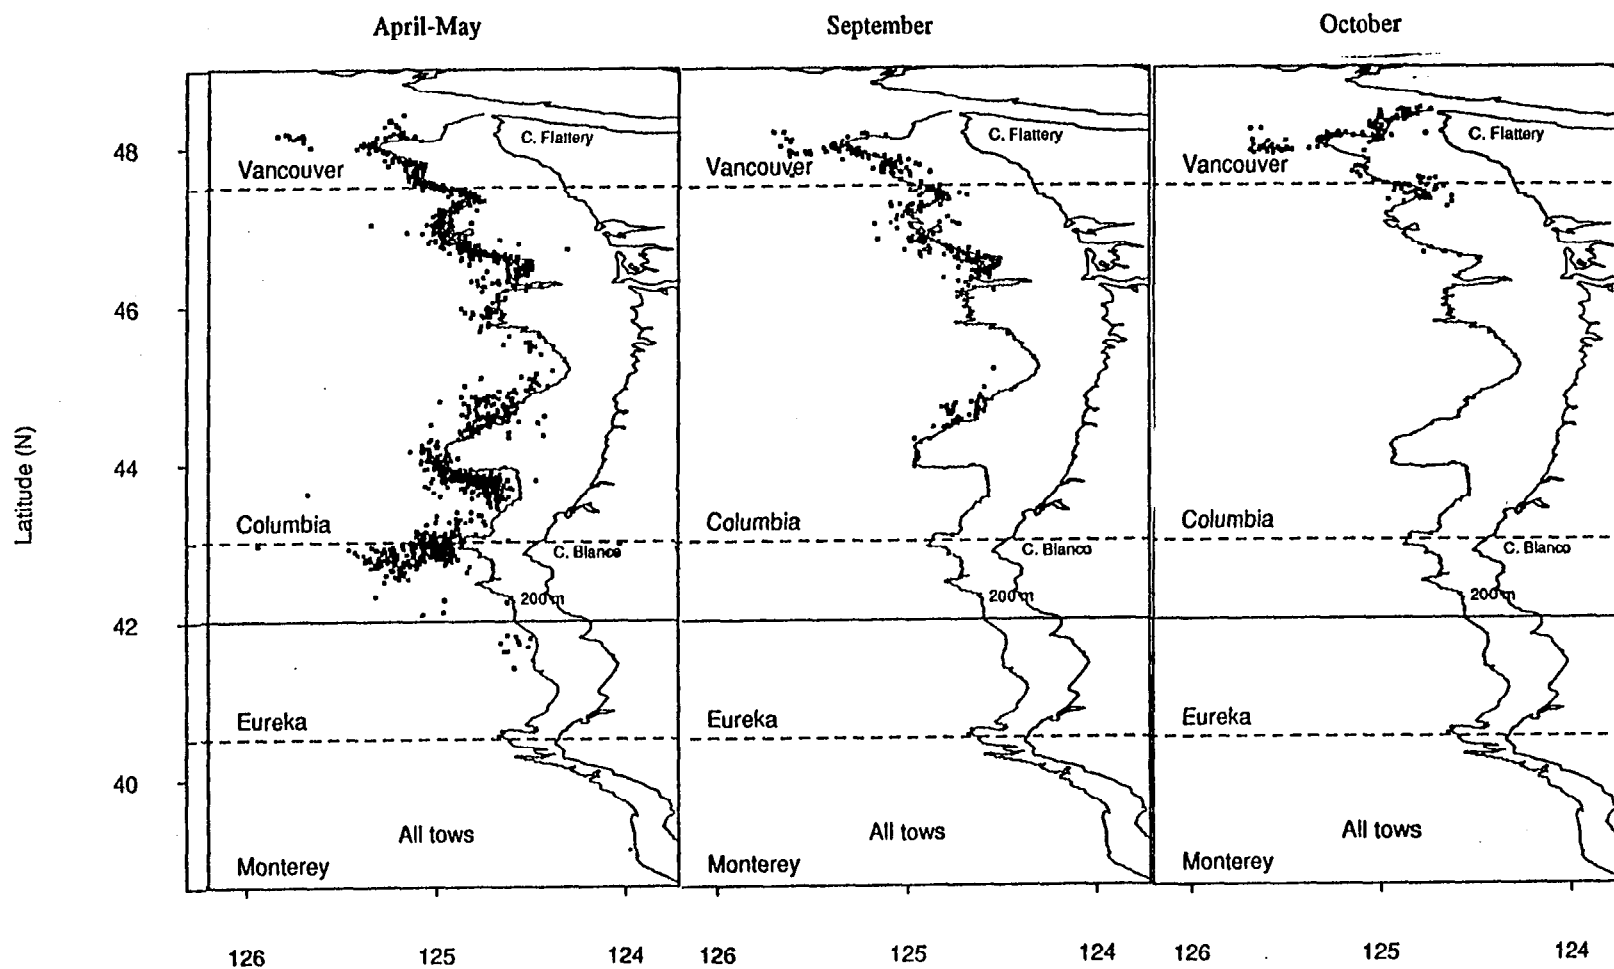 April-May September October
C. Flattery C. Flattery C. Flattery
48
Vancouver Vancouver Vancouver
46
Latitude (N)
44
Columbia Columbia Columbia
C. Blanco C. Blanco C. Blanco
200 m 200 m 200 m
42
Eureka Eureka Eureka
40
All tows All tows All tows
Monterey Monterey Monterey
126 125 124 126 125 124 126 125 124